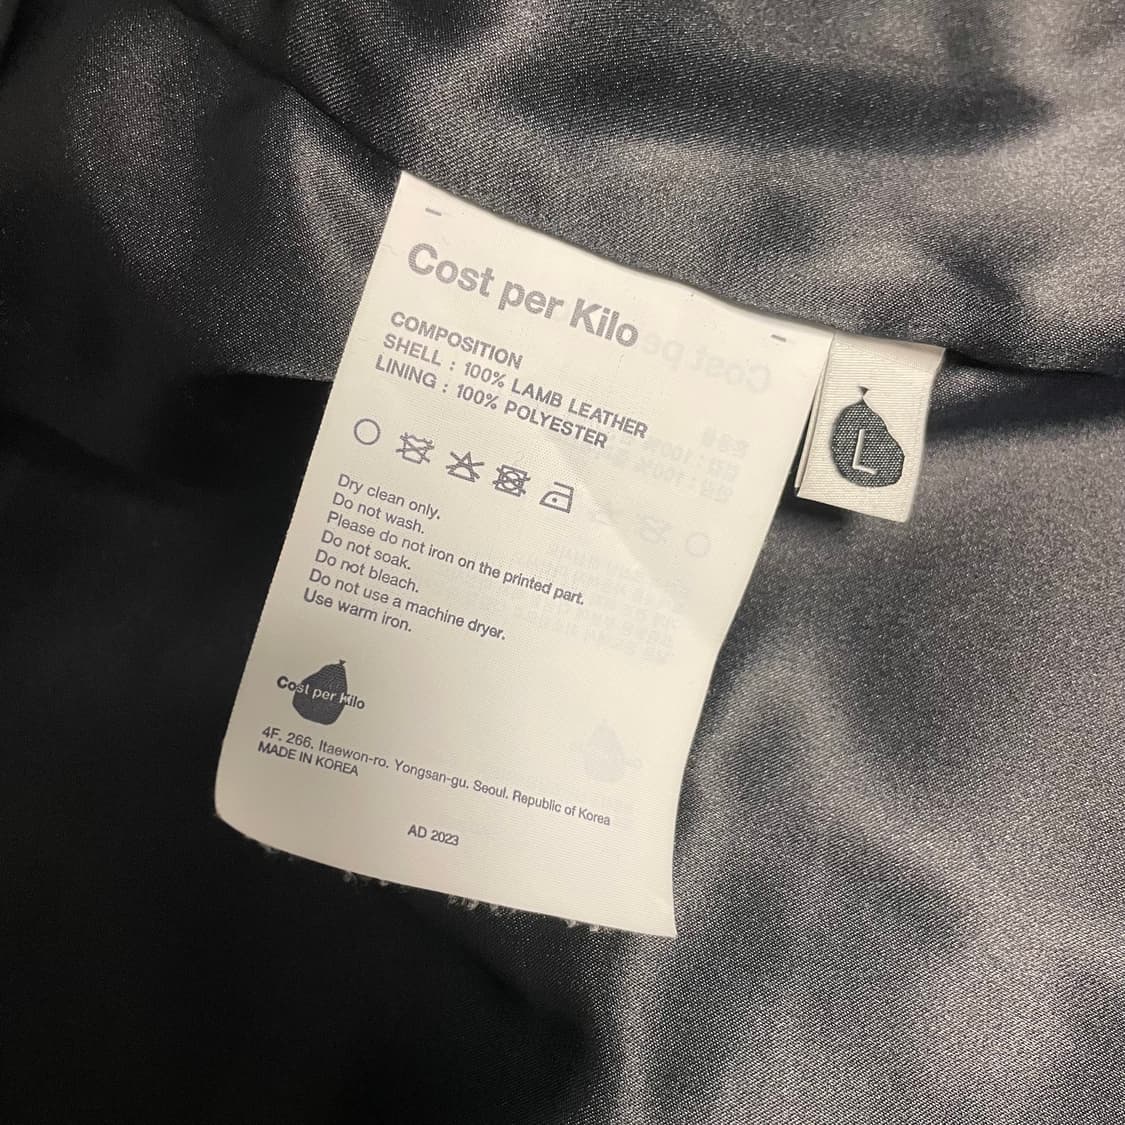 Cost per Kilo
COMPOSITION
SHELL : 100% LAMB LEATHER
LINING : 100% POLYESTER
Dry clean only.
Do not wash.
Please do not iron on the printed part.
Do not soak.
Do not bleach.
Do not use a machine dryer.
Use warm iron.
Cost per Kilo
4F. 266. Itaewon-ro. Yongsan-gu. Seoul. Republic of Korea
MADE IN KOREA
AD 2023
L